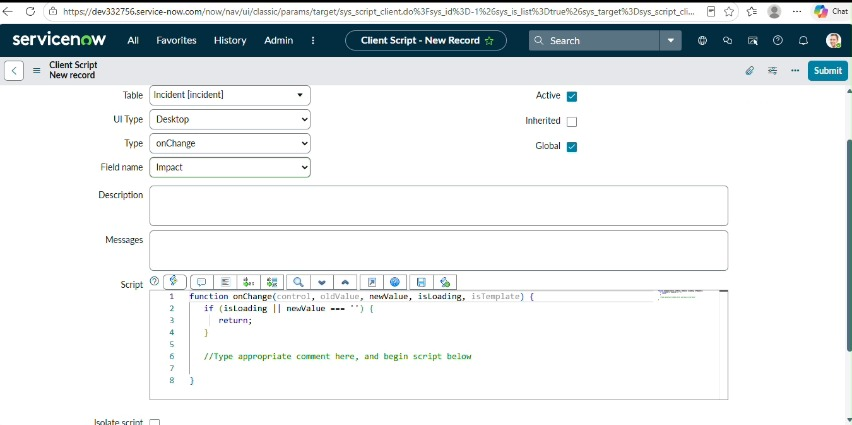 https://dev332756.service-now.com/now/nav/ui/classic/params/target/sys_script_client.do%3Fsys_id%3D-1%26sys_is_list%3Dtrue%26sys_target%3Dsys_script_cli... Chat
servicenow All Favorites History Admin Client Script - New Record Search
Client Script
New record
Submit
Table Incident [incident] Active
UI Type Desktop Inherited
Type onChange Global
Field name Impact
Description
Messages
Script
1 function onChange(control, oldValue, newValue, isLoading, isTemplate) {
2 if (isLoading || newValue === '') {
3 return;
4 }
5
6 //Type appropriate comment here, and begin script below
7
8 }
Isolate script